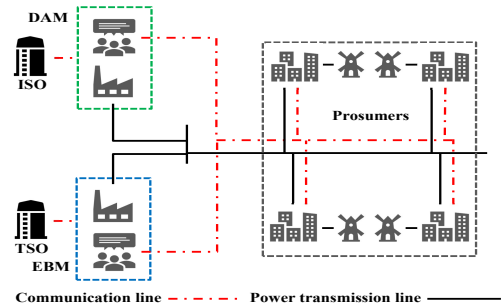 DAM
ISO
Prosumers
TSO
EBM
Communication line
Power transmission line